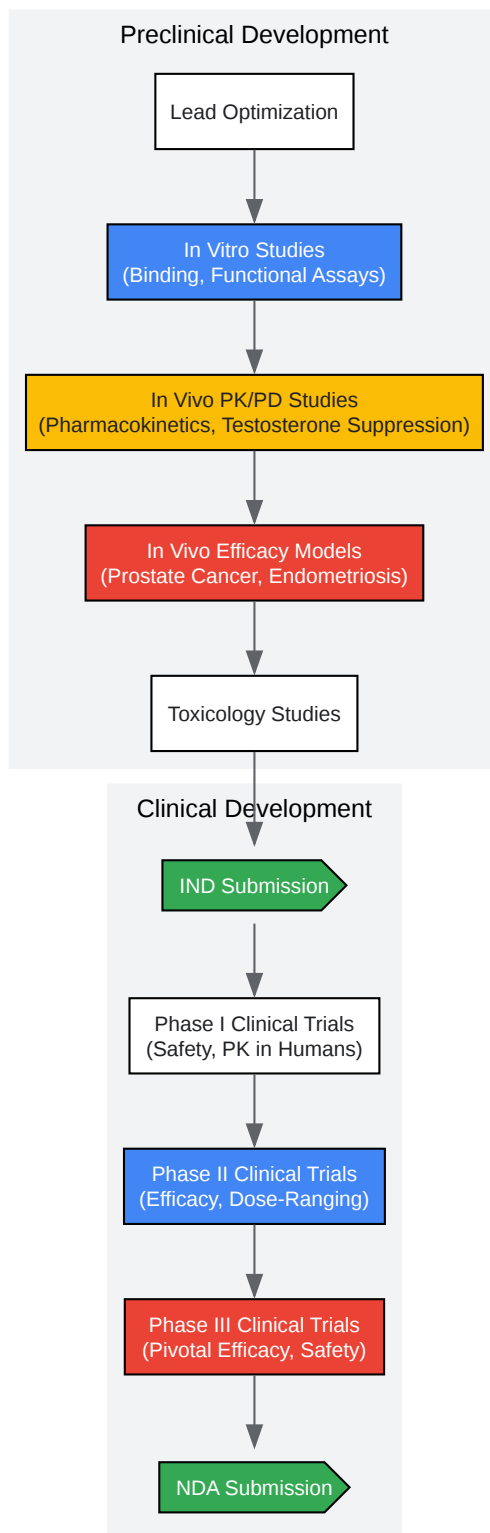 Preclinical Development
Lead Optimization
In Vitro Studies
(Binding, Functional Assays)
In Vivo PK/PD Studies
(Pharmacokinetics, Testosterone Suppression)
In Vivo Efficacy Models
(Prostate Cancer, Endometriosis)
Toxicology Studies
Clinical Development
IND Submission
Phase I Clinical Trials
(Safety, PK in Humans)
Phase II Clinical Trials
(Efficacy, Dose-Ranging)
Phase III Clinical Trials
(Pivotal Efficacy, Safety)
NDA Submission